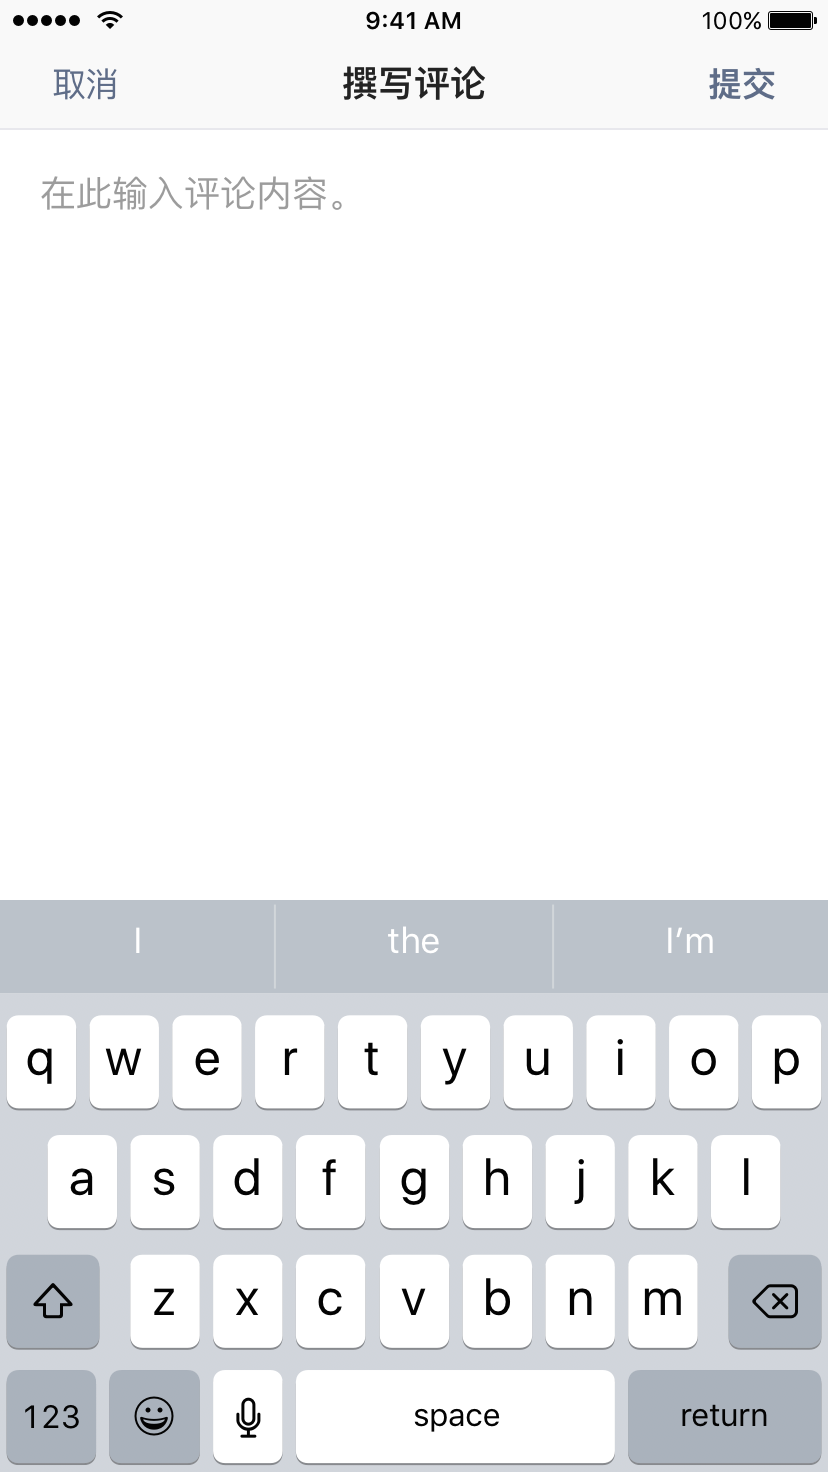 9:41 AM 100%
取消 撰写评论 提交
在此输入评论内容。
I the I’m
q w e r t y u i o p
a s d f g h j k l
z x c v b n m
123 space return